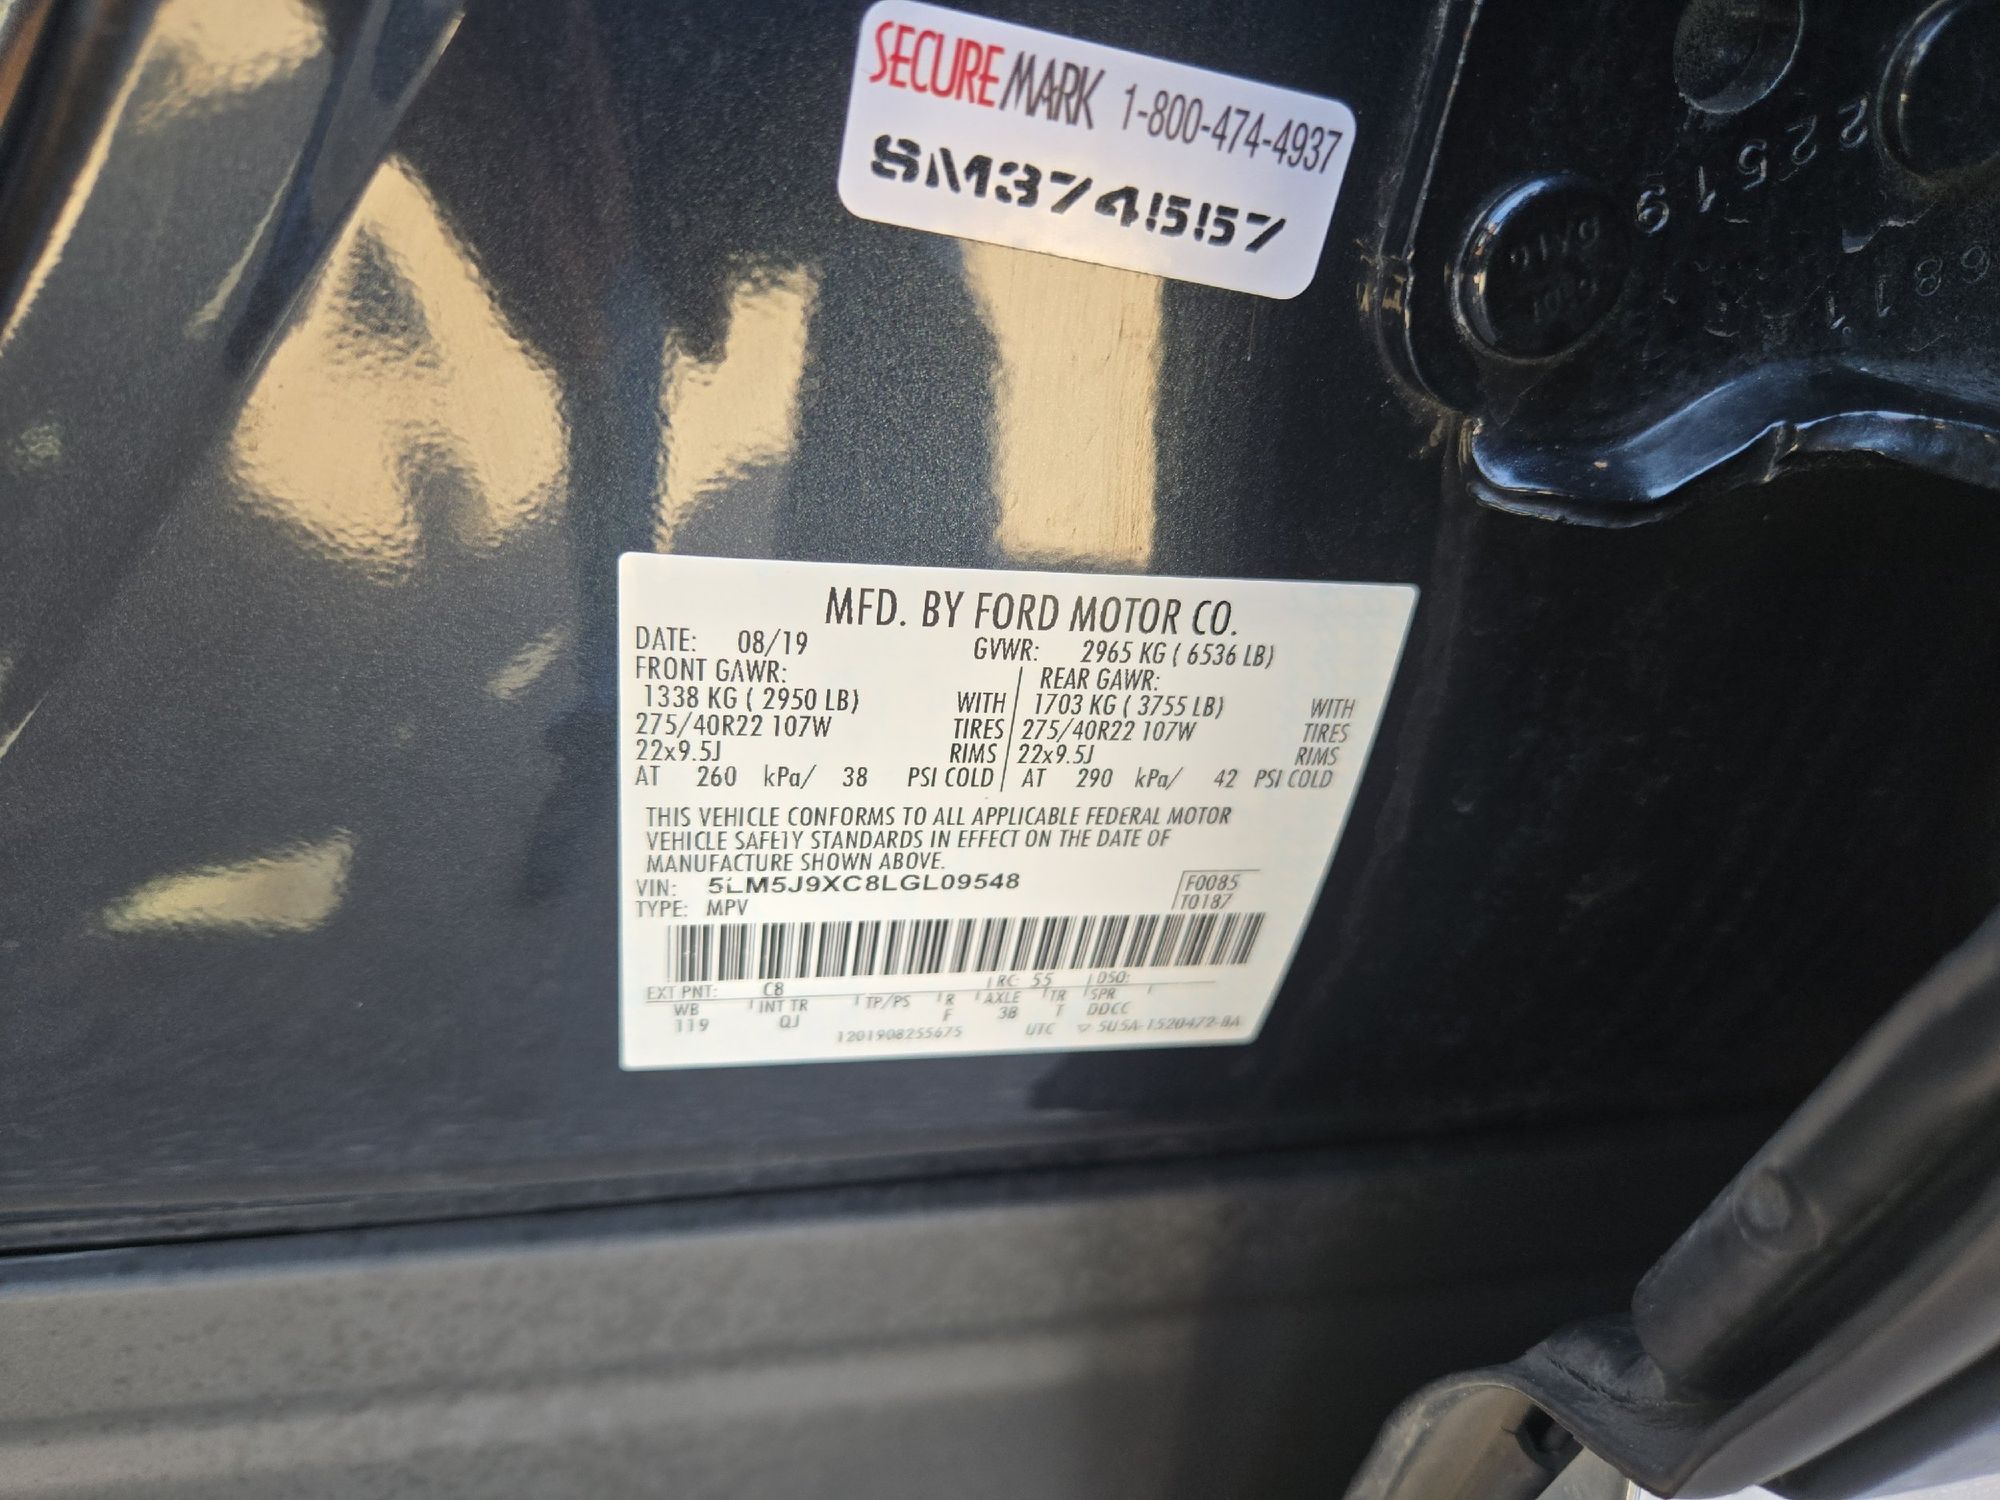 SECUREMARK 1-800-474-4937
SM374557
22519
6811
MFD. BY FORD MOTOR CO.
DATE: 08/19 GVWR: 2965 KG ( 6536 LB)
FRONT GAWR: REAR GAWR:
1338 KG ( 2950 LB) WITH 1703 KG ( 3755 LB) WITH
275/40R22 107W TIRES 275/40R22 107W TIRES
22x9.5J RIMS 22x9.5J RIMS
AT 260 kPa/ 38 PSI COLD AT 290 kPa/ 42 PSI COLD
THIS VEHICLE CONFORMS TO ALL APPLICABLE FEDERAL MOTOR
VEHICLE SAFETY STANDARDS IN EFFECT ON THE DATE OF
MANUFACTURE SHOWN ABOVE.
VIN: 5LM5J9XC8LGL09548 F0085
TYPE: MPV T0187
EXT PNT: C8 RC: 55 DSO:
WB INT TR TP/PS R AXLE TR SPR
119 QJ F 3B T DDCC
1201908255675 UTC ▽ 5U5A-1520472-BA